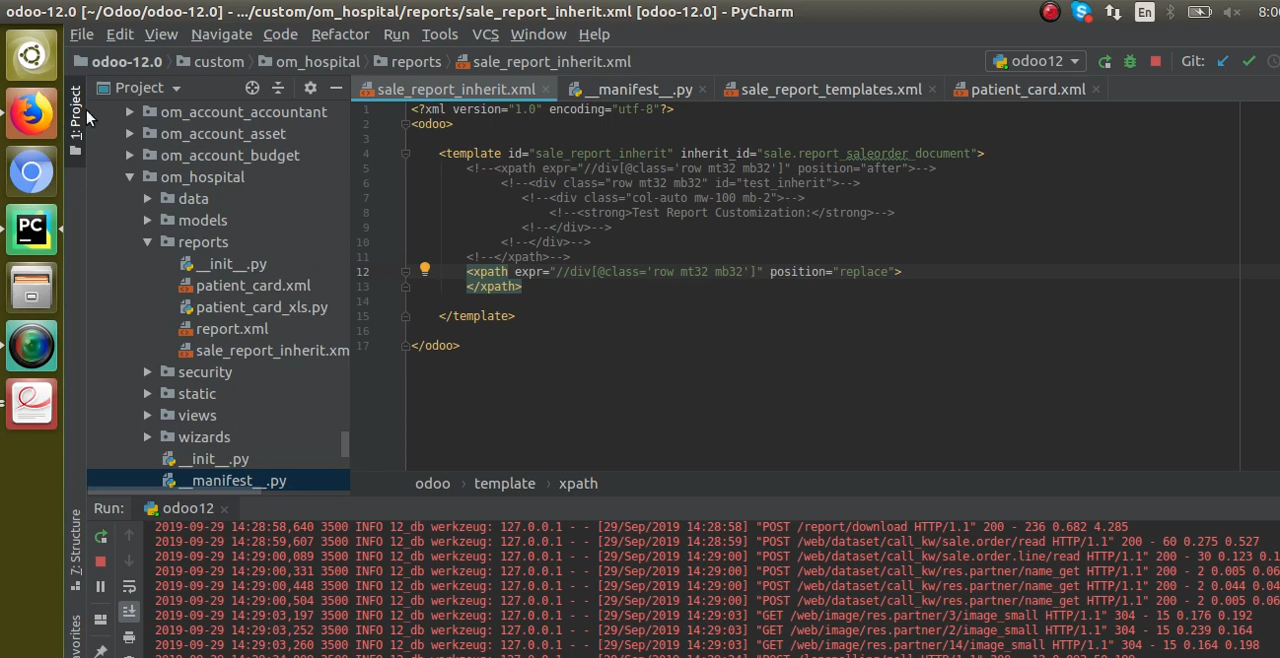 odoo-12.0 [~/Odoo/odoo-12.0] - .../custom/om_hospital/reports/sale_report_inherit.xml [odoo-12.0] - PyCharm
En
8:0
File Edit View Navigate Code Refactor Run Tools VCS Window Help
odoo-12.0 custom om_hospital reports sale_report_inherit.xml
odoo12
Git:
1: Project
Project
sale_report_inherit.xml
__manifest__.py
sale_report_templates.xml
patient_card.xml
om_account_accountant
om_account_asset
om_account_budget
om_hospital
data
models
reports
__init__.py
patient_card.xml
patient_card_xls.py
report.xml
sale_report_inherit.xm
security
static
views
wizards
__init__.py
__manifest__.py
1 <?xml version="1.0" encoding="utf-8"?>
2 <odoo>
3
4 <template id="sale_report_inherit" inherit_id="sale.report_saleorder_document">
5 <!--<xpath expr="//div[@class='row mt32 mb32']" position="after">-->
6 <!--<div class="row mt32 mb32" id="test_inherit">-->
7 <!--<div class="col-auto mw-100 mb-2">-->
8 <!--<strong>Test Report Customization:</strong>-->
9 <!--</div>-->
10 <!--</div>-->
11 <!--</xpath>-->
12 <xpath expr="//div[@class='row mt32 mb32']" position="replace">
13 </xpath>
14
15 </template>
16
17 </odoo>
odoo › template › xpath
PC
7: Structure
Run: odoo12
2019-09-29 14:28:58,640 3500 INFO 12_db werkzeug: 127.0.0.1 - - [29/Sep/2019 14:28:58] "POST /report/download HTTP/1.1" 200 - 236 0.682 4.285
2019-09-29 14:28:59,607 3500 INFO 12_db werkzeug: 127.0.0.1 - - [29/Sep/2019 14:28:59] "POST /web/dataset/call_kw/sale.order/read HTTP/1.1" 200 - 60 0.275 0.527
2019-09-29 14:29:00,089 3500 INFO 12_db werkzeug: 127.0.0.1 - - [29/Sep/2019 14:29:00] "POST /web/dataset/call_kw/sale.order.line/read HTTP/1.1" 200 - 30 0.123 0.1
2019-09-29 14:29:00,331 3500 INFO 12_db werkzeug: 127.0.0.1 - - [29/Sep/2019 14:29:00] "POST /web/dataset/call_kw/res.partner/name_get HTTP/1.1" 200 - 2 0.005 0.06
2019-09-29 14:29:00,448 3500 INFO 12_db werkzeug: 127.0.0.1 - - [29/Sep/2019 14:29:00] "POST /web/dataset/call_kw/res.partner/name_get HTTP/1.1" 200 - 2 0.044 0.04
2019-09-29 14:29:00,504 3500 INFO 12_db werkzeug: 127.0.0.1 - - [29/Sep/2019 14:29:00] "POST /web/dataset/call_kw/res.partner/name_get HTTP/1.1" 200 - 2 0.005 0.06
2019-09-29 14:29:03,197 3500 INFO 12_db werkzeug: 127.0.0.1 - - [29/Sep/2019 14:29:03] "GET /web/image/res.partner/3/image_small HTTP/1.1" 304 - 15 0.176 0.192
2019-09-29 14:29:03,252 3500 INFO 12_db werkzeug: 127.0.0.1 - - [29/Sep/2019 14:29:03] "GET /web/image/res.partner/2/image_small HTTP/1.1" 304 - 15 0.239 0.164
2019-09-29 14:29:03,260 3500 INFO 12_db werkzeug: 127.0.0.1 - - [29/Sep/2019 14:29:03] "GET /web/image/res.partner/14/image_small HTTP/1.1" 304 - 15 0.164 0.198